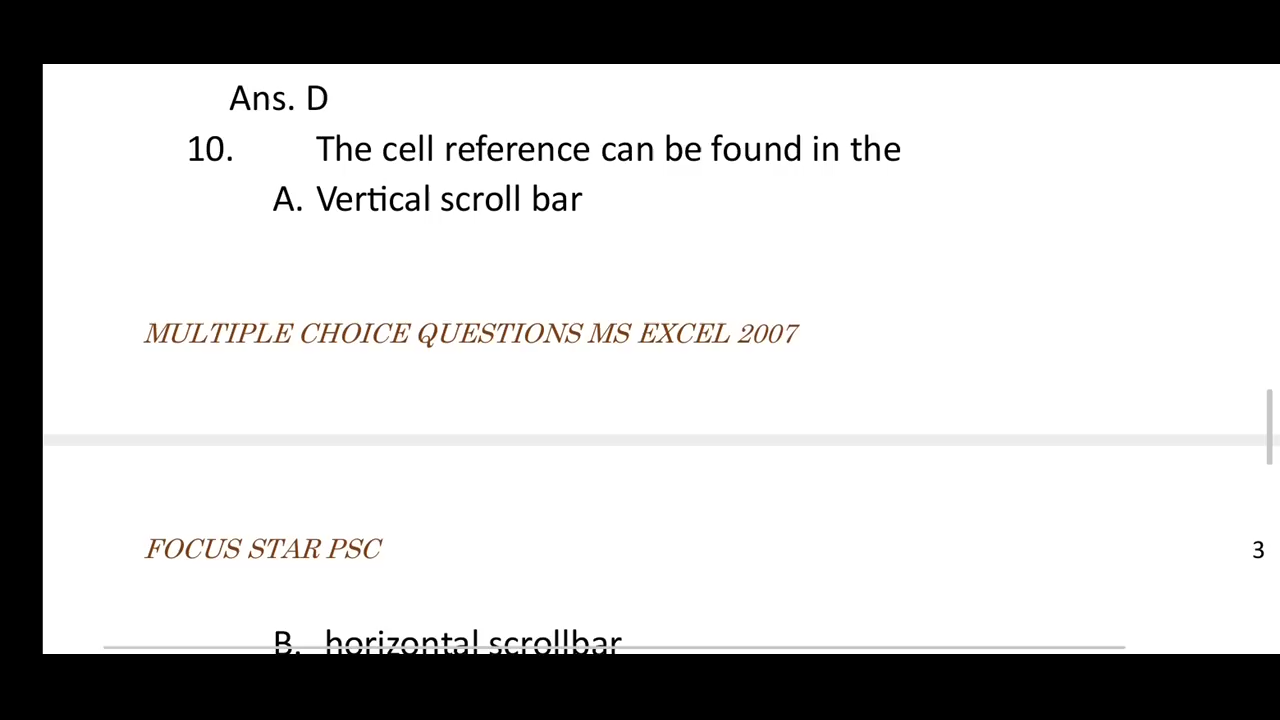 Ans. D
10. The cell reference can be found in the
A. Vertical scroll bar
MULTIPLE CHOICE QUESTIONS MS EXCEL 2007
FOCUS STAR PSC 3
B. horizontal scrollbar